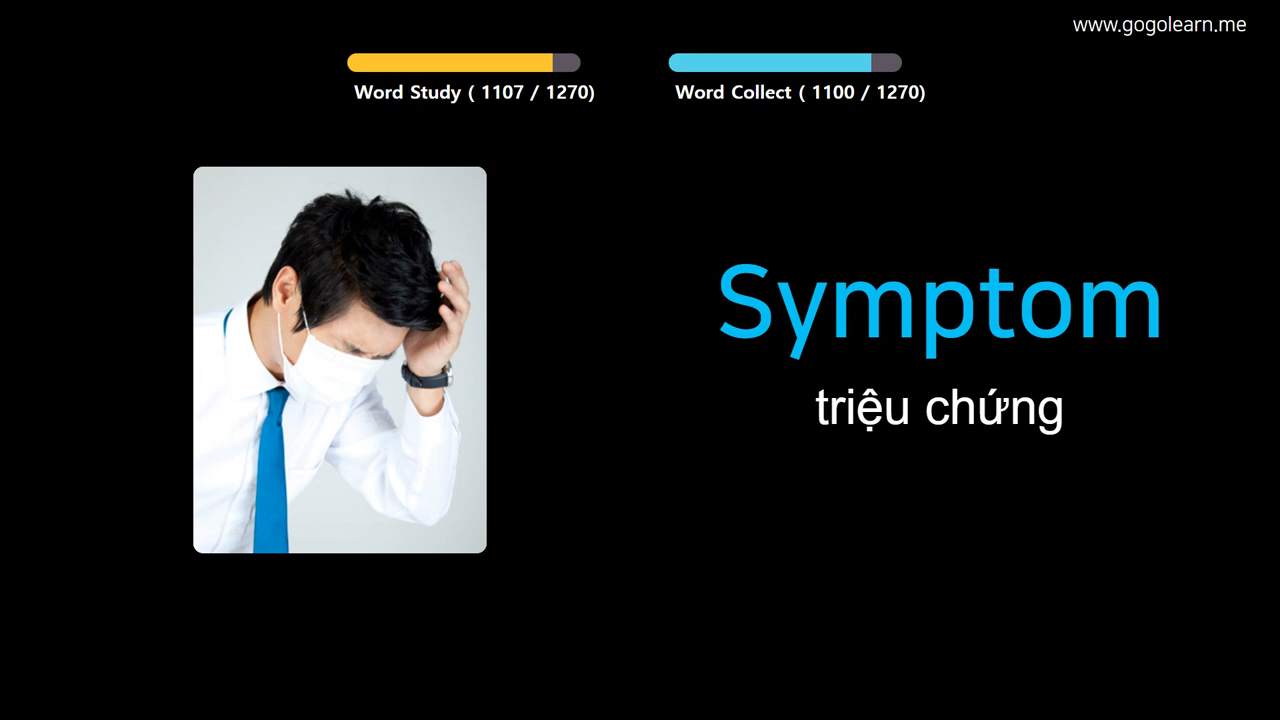 www.gogolearn.me
Word Study ( 1107 / 1270)
Word Collect ( 1100 / 1270)
Symptom
triệu chứng